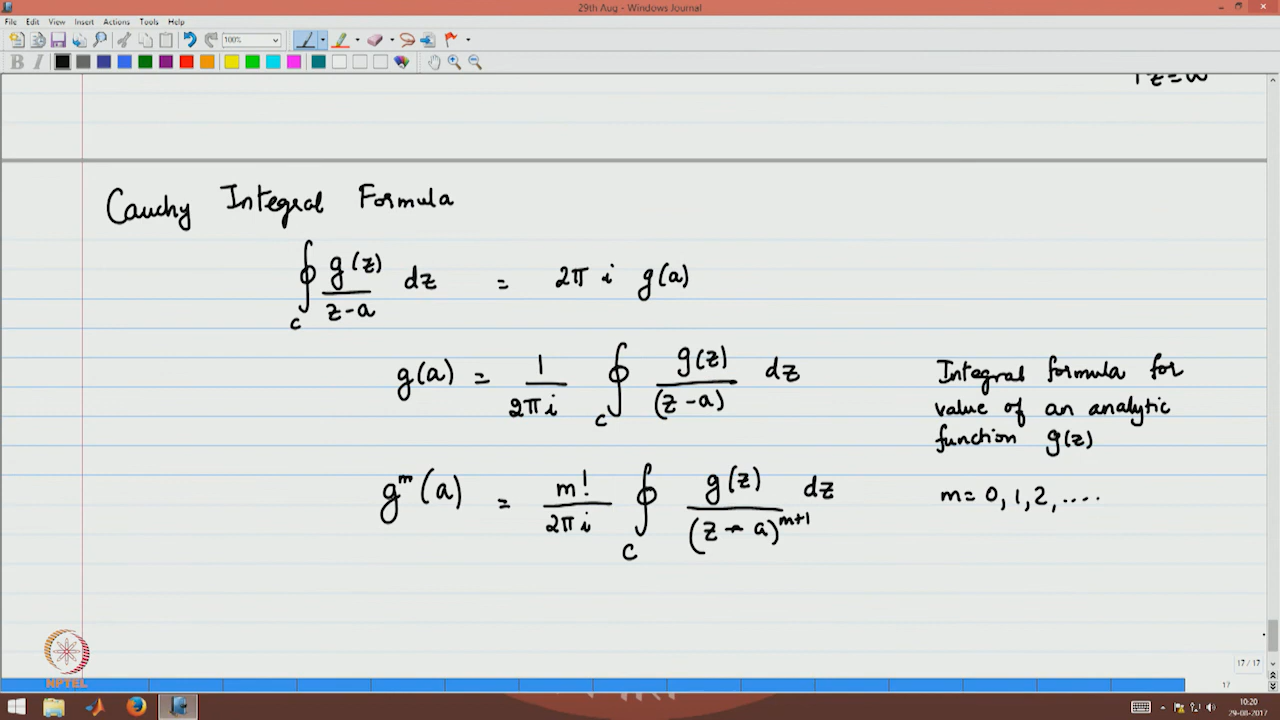 29th Aug - Windows Journal
File Edit View Insert Actions Tools Help
100%
Cauchy Integral Formula
∮_C g(z)/(z-a) dz = 2π i g(a)
g(a) = 1/(2π i) ∮_C g(z)/(z-a) dz
Integral formula for
value of an analytic
function g(z)
g^m(a) = m!/(2π i) ∮_C g(z)/(z-a)^{m+1} dz
m = 0, 1, 2, ....
NPTEL
17 / 17
17
10:20
29-08-2017